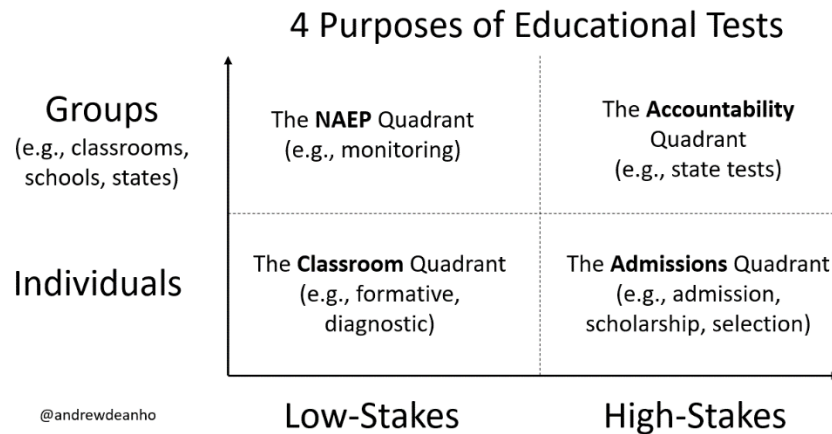 4 Purposes of Educational Tests
Groups
(e.g., classrooms,
schools, states)
The NAEP Quadrant
(e.g., monitoring)
The Accountability
Quadrant
(e.g., state tests)
Individuals
The Classroom Quadrant
(e.g., formative,
diagnostic)
The Admissions Quadrant
(e.g., admission,
scholarship, selection)
@andrewdeanho
Low-Stakes
High-Stakes